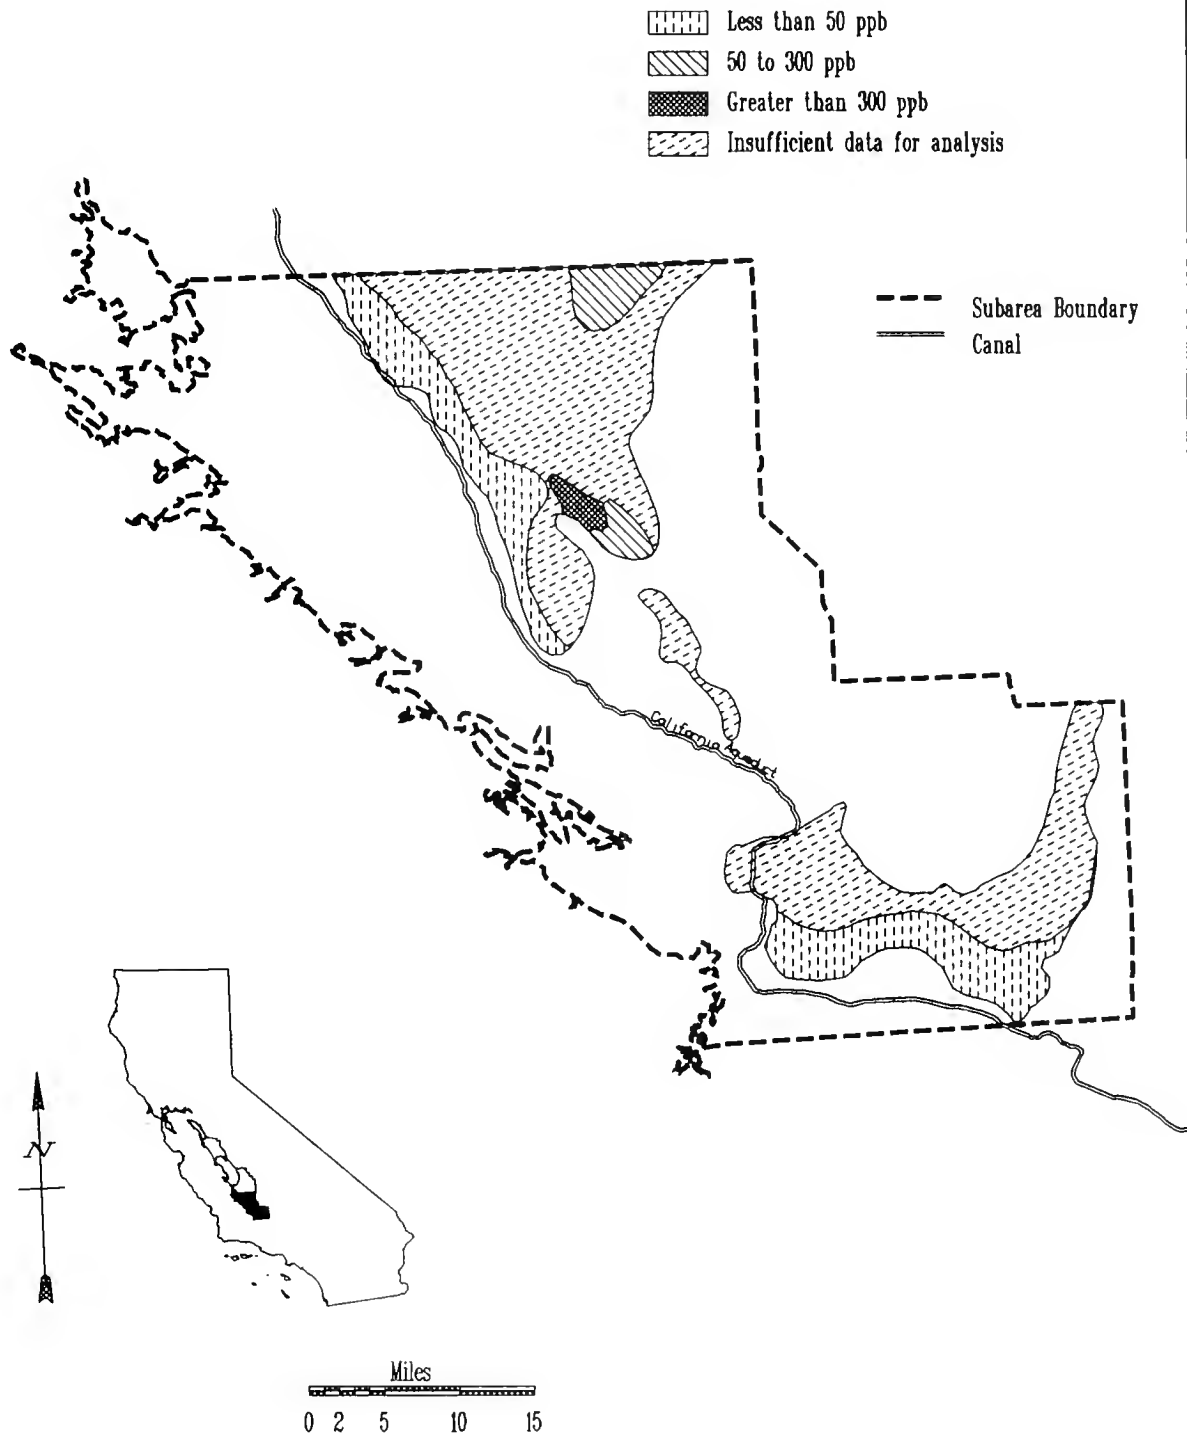 Less than 50 ppb
50 to 300 ppb
Greater than 300 ppb
Insufficient data for analysis
Subarea Boundary
Canal
California Aqueduct
N
Miles
0 2 5 10 15